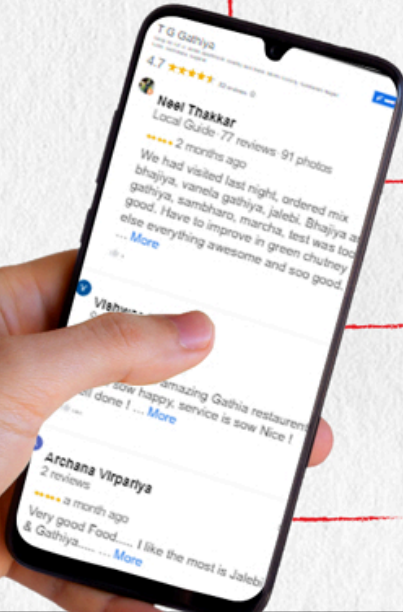 T G Gathiya
4.7
Neel Thakkar
Local Guide·77 reviews·91 photos
2 months ago
We had visited last night, ordered mix
bhajiya, vanela gathiya, jalebi. Bhajiya a
gathiya, sambharo, marcha, test was too
good. Have to improve in green chutney
else everything awesome and soo good.
... More
V
Vishw
amazing Gathia restauren
sow happy, service is sow Nice !
ll done ! ... More
Archana Virpariya
2 reviews
a month ago
Very good Food.... I like the most is Jalebi
& Gathiya..... ... More